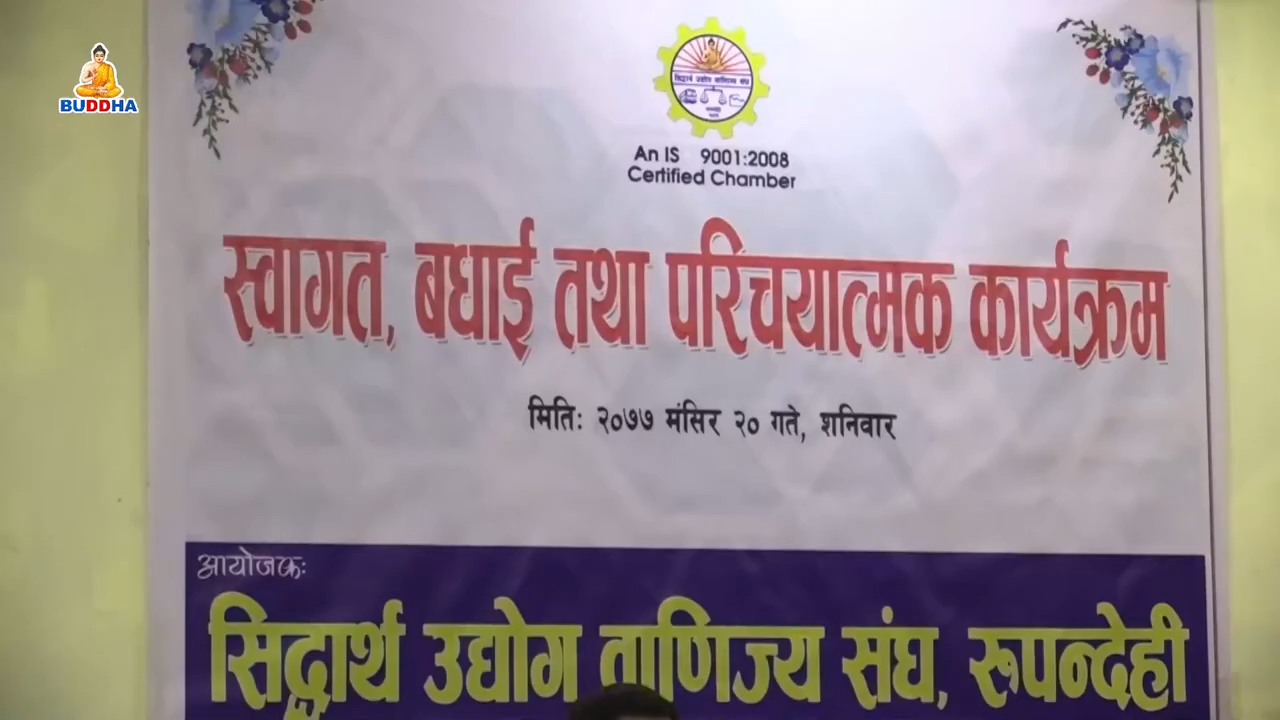 BUDDHA
सिद्धार्थ उद्योग वाणिज्य संघ
An IS 9001:2008
Certified Chamber
स्वागत, बधाई तथा परिचयात्मक कार्यक्रम
मितिः २०७७ मंसिर २० गते, शनिवार
आयोजकः
सिद्धार्थ उद्योग वाणिज्य संघ, रुपन्देही